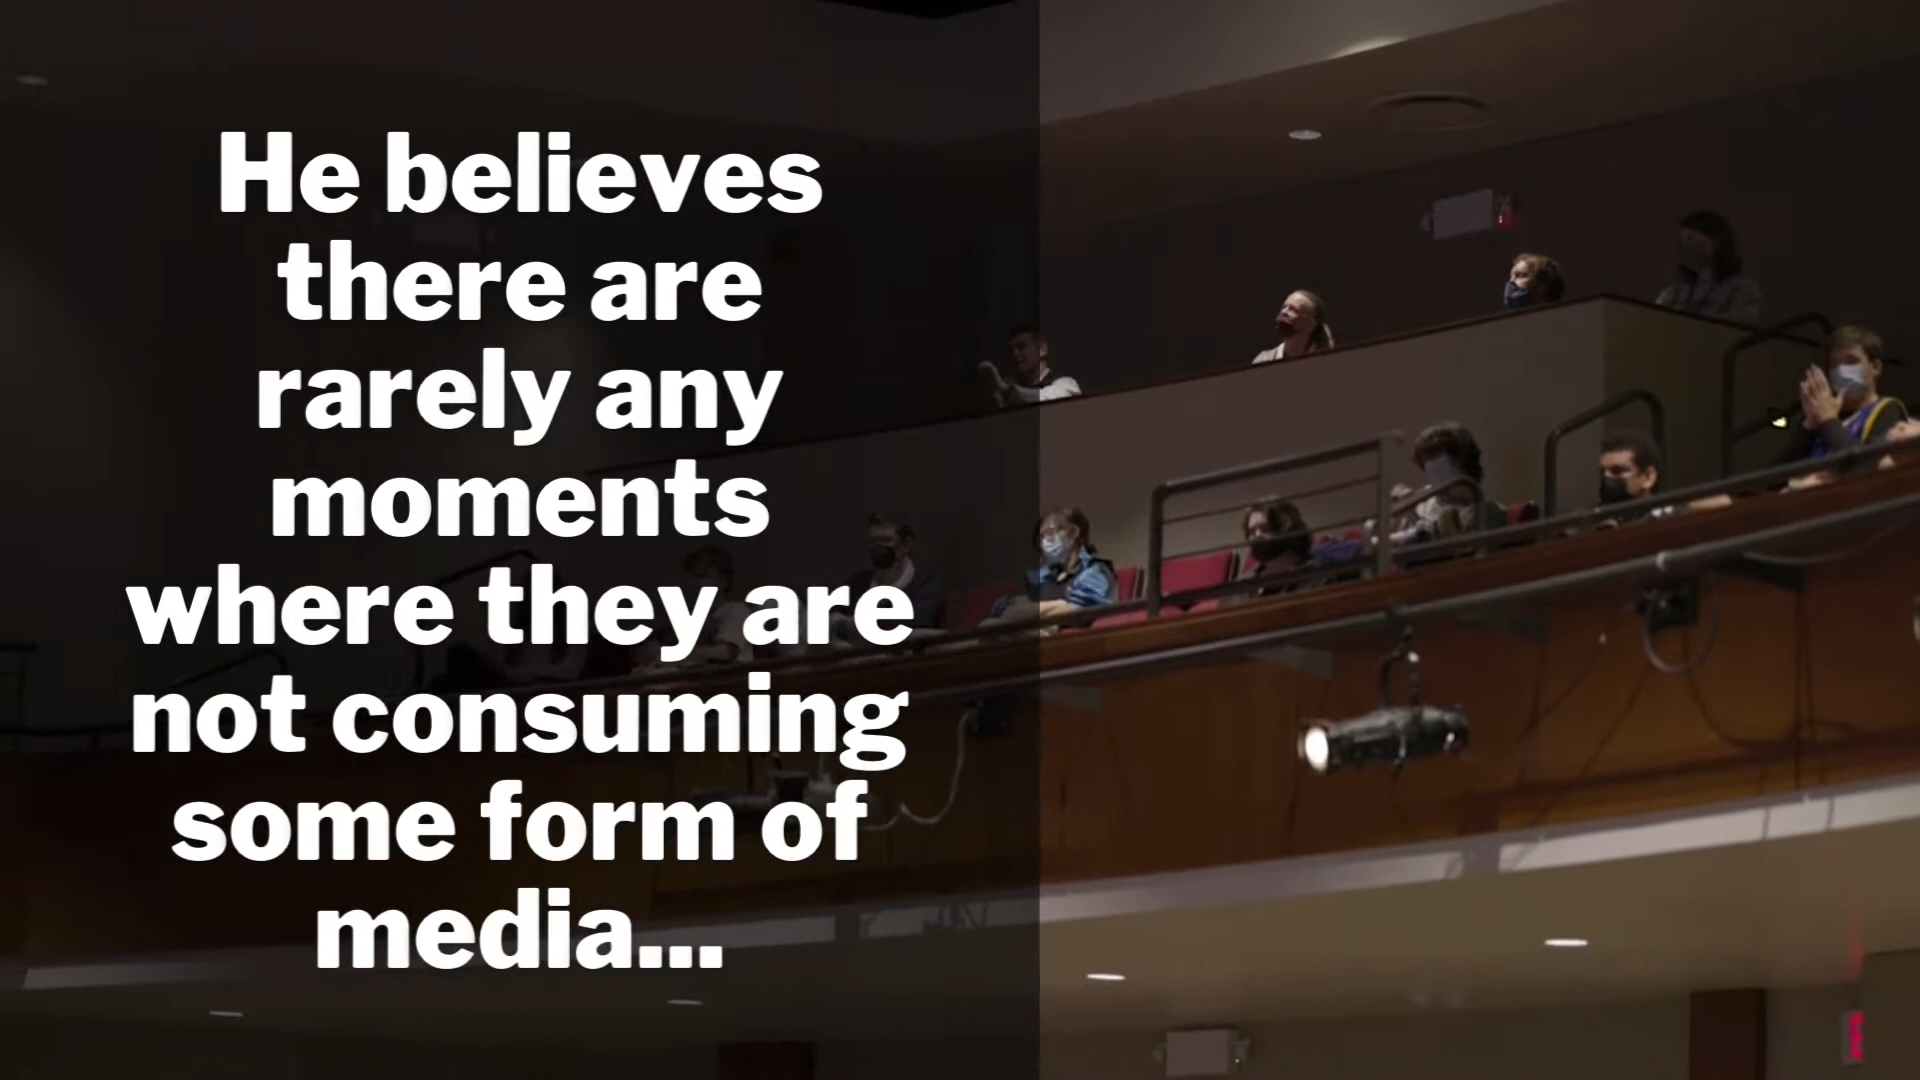 He believes
there are
rarely any
moments
where they are
not consuming
some form of
media...